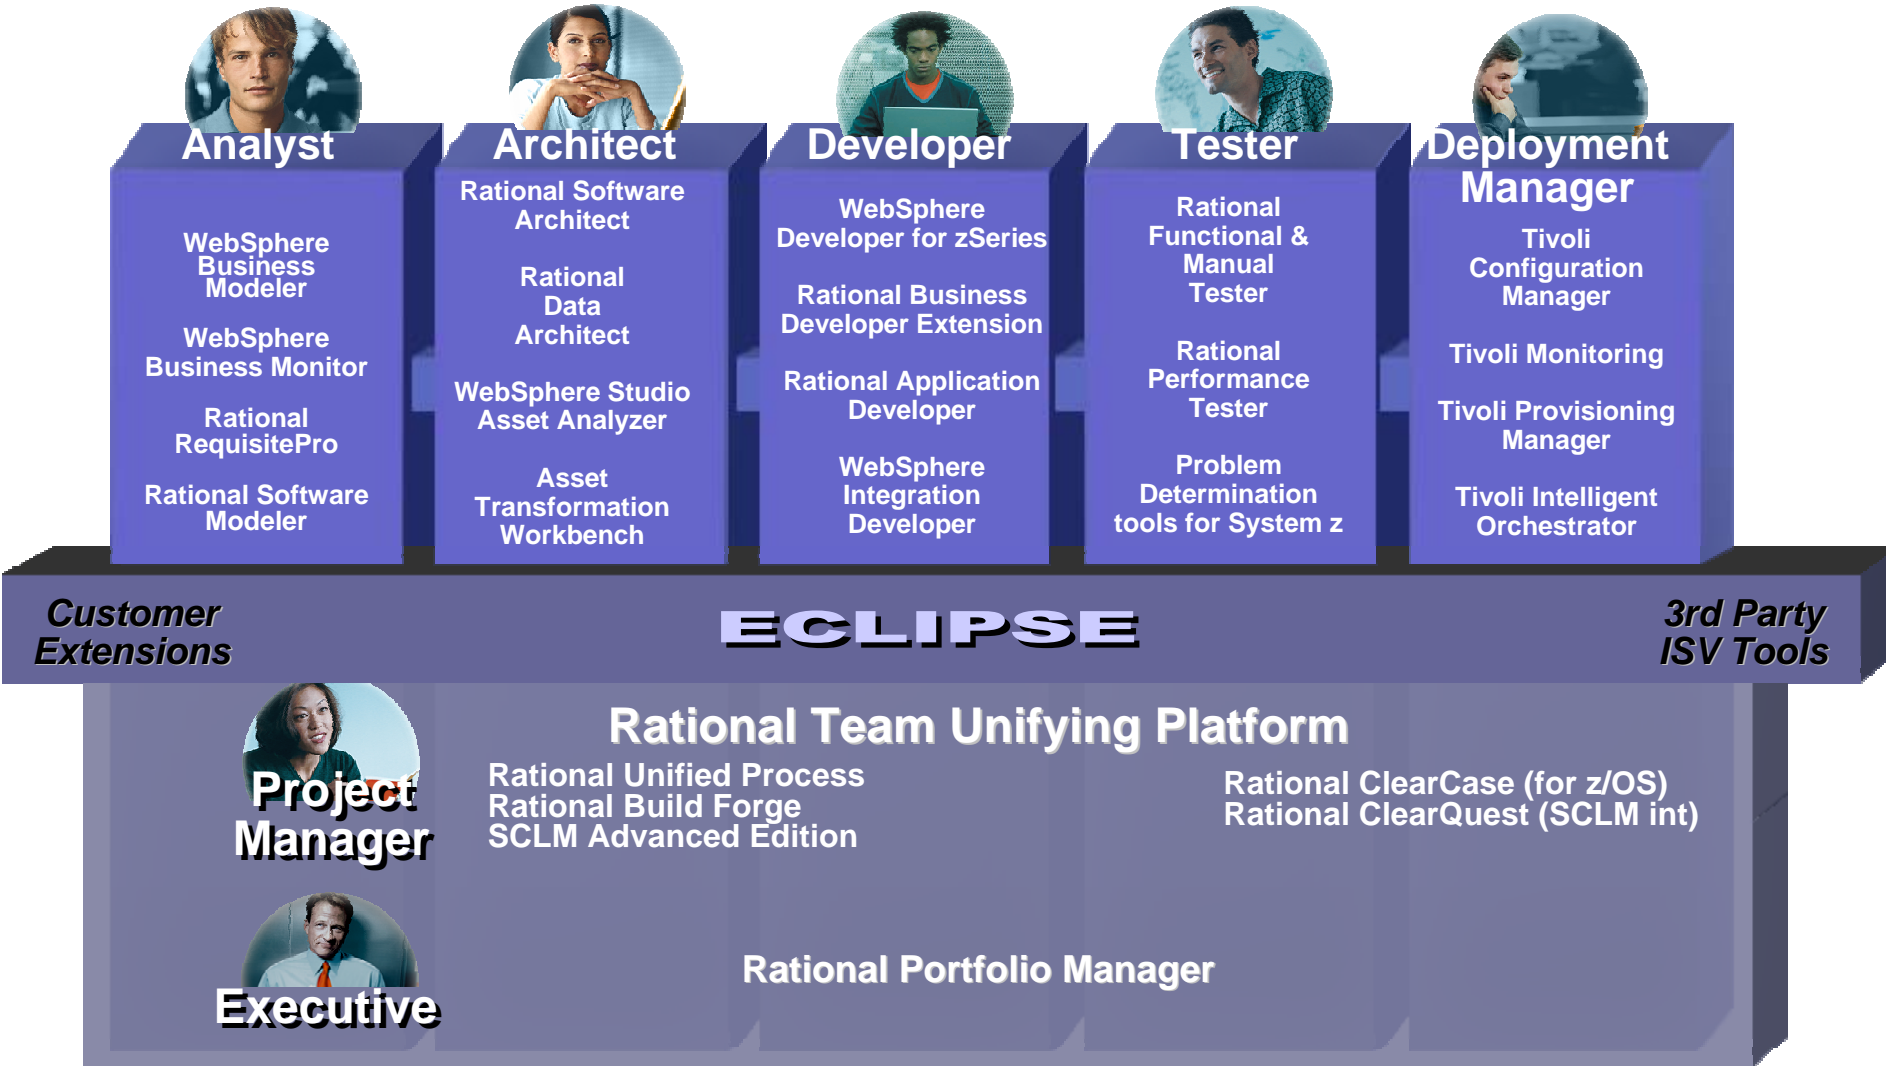 Analyst
WebSphere
Business
Modeler
WebSphere
Business Monitor
Rational
RequisitePro
Rational Software
Modeler
Architect
Rational Software
Architect
Rational
Data
Architect
WebSphere Studio
Asset Analyzer
Asset
Transformation
Workbench
Developer
WebSphere
Developer for zSeries
Rational Business
Developer Extension
Rational Application
Developer
WebSphere
Integration
Developer
Tester
Rational
Functional &
Manual
Tester
Rational
Performance
Tester
Problem
Determination
tools for System z
Deployment
Manager
Tivoli
Configuration
Manager
Tivoli Monitoring
Tivoli Provisioning
Manager
Tivoli Intelligent
Orchestrator
Customer
Extensions
ECLIPSE
3rd Party
ISV Tools
Rational Team Unifying Platform
Project
Manager
Rational Unified Process
Rational Build Forge
SCLM Advanced Edition
Rational ClearCase (for z/OS)
Rational ClearQuest (SCLM int)
Executive
Rational Portfolio Manager